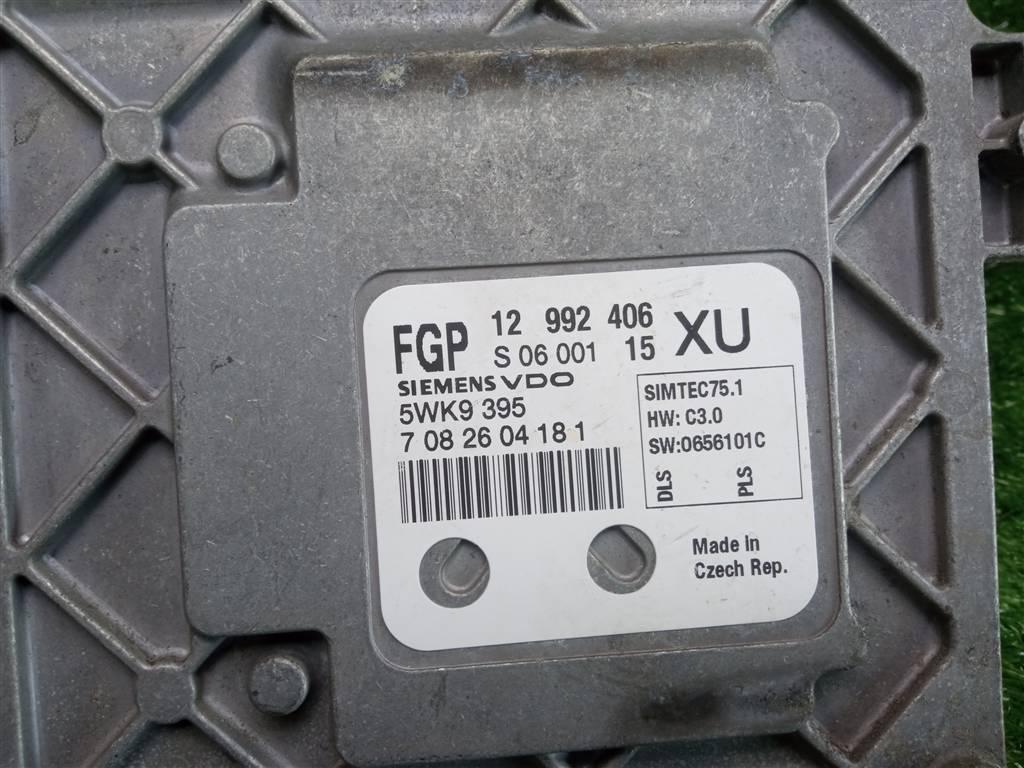 FGP 12 992 406 XU
S 06 001 15
SIEMENS VDO
5WK9 395
7 08 26 04 18 1
SIMTEC75.1
HW: C3.0
SW:0656101C
DLS PLS
Made In
Czech Rep.